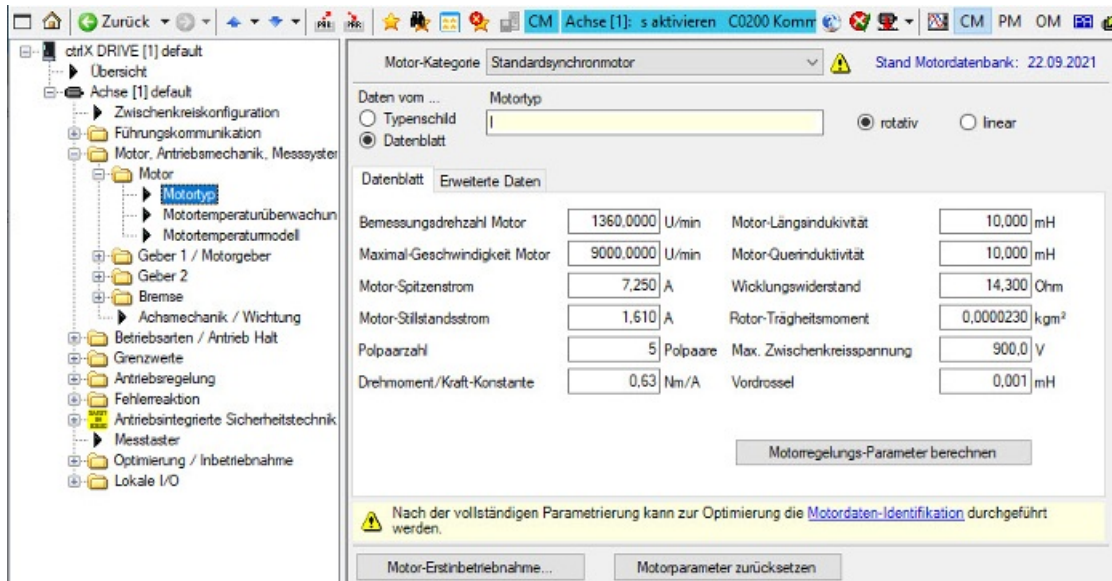 Zurück CM Achse [1]: s aktivieren C0200 Komm CM PM OM
ctrlX DRIVE [1] default
Übersicht
Achse [1] default
Zwischenkreiskonfiguration
Führungskommunikation
Motor, Antriebsmechanik, Messsyster
Motor
Motortyp
Motortemperaturüberwachun
Motortemperaturmodell
Geber 1 / Motorgeber
Geber 2
Bremse
Achsmechanik / Wichtung
Betriebsarten / Antrieb Halt
Grenzwerte
Antriebsregelung
Fehlerreaktion
Antriebsintegrierte Sicherheitstechnik
Messtaster
Optimierung / Inbetriebnahme
Lokale I/O
Motor-Kategorie Standardsynchronmotor Stand Motordatenbank: 22.09.2021
Daten vom ... Motortyp
Typenschild rotativ linear
Datenblatt
Datenblatt Erweiterte Daten
Bemessungsdrehzahl Motor 1360,0000 U/min Motor-Längsindukivität 10,000 mH
Maximal-Geschwindigkeit Motor 9000,0000 U/min Motor-Querinduktivität 10,000 mH
Motor-Spitzenstrom 7,250 A Wicklungswiderstand 14,300 Ohm
Motor-Stillstandsstrom 1,610 A Rotor-Trägheitsmoment 0,0000230 kgm²
Polpaarzahl 5 Polpaare Max. Zwischenkreisspannung 900,0 V
Drehmoment/Kraft-Konstante 0,63 Nm/A Vordrossel 0,001 mH
Motorregelungs-Parameter berechnen
Nach der vollständigen Parametrierung kann zur Optimierung die Motordaten-Identifikation durchgeführt
werden.
Motor-Erstinbetriebnahme... Motorparameter zurücksetzen